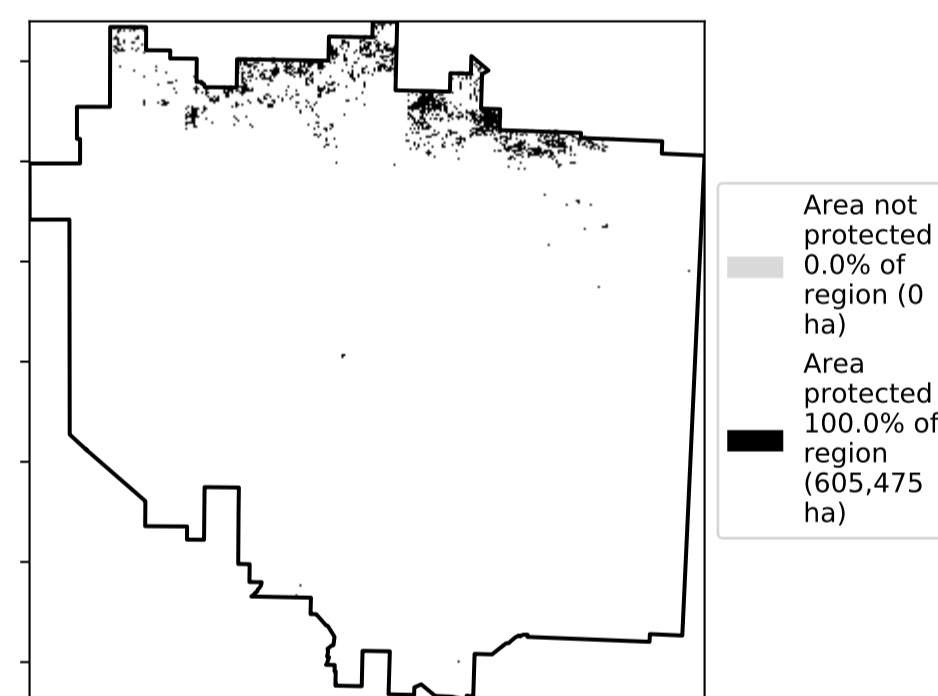 Area not
protected
0.0% of
region (0
ha)
Area
protected
100.0% of
region
(605,475
ha)